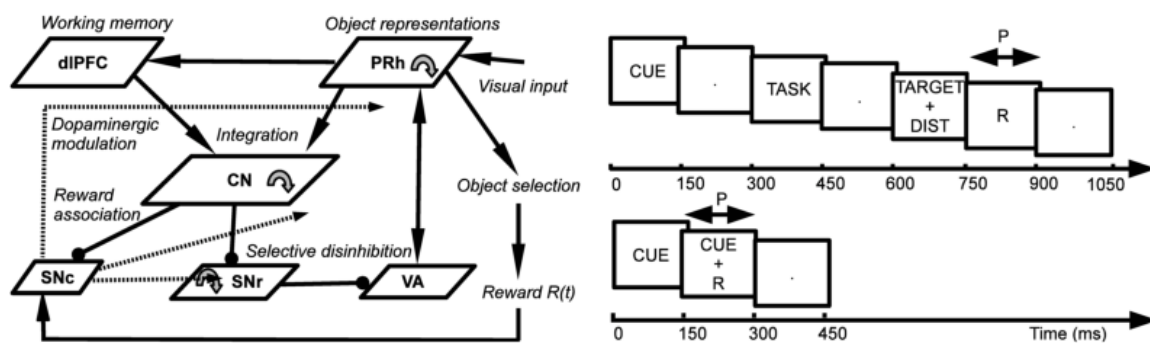 Working memory
Object representations
dlPFC
PRh
Visual input
Dopaminergic
modulation
Integration
CN
Object selection
Reward
association
Selective disinhibition
SNc
SNr
VA
Reward R(t)
P
CUE
.
TASK
.
TARGET
+
DIST
R
.
0 150 300 450 600 750 900 1050
P
CUE
CUE
+
R
.
0 150 300 450 Time (ms)